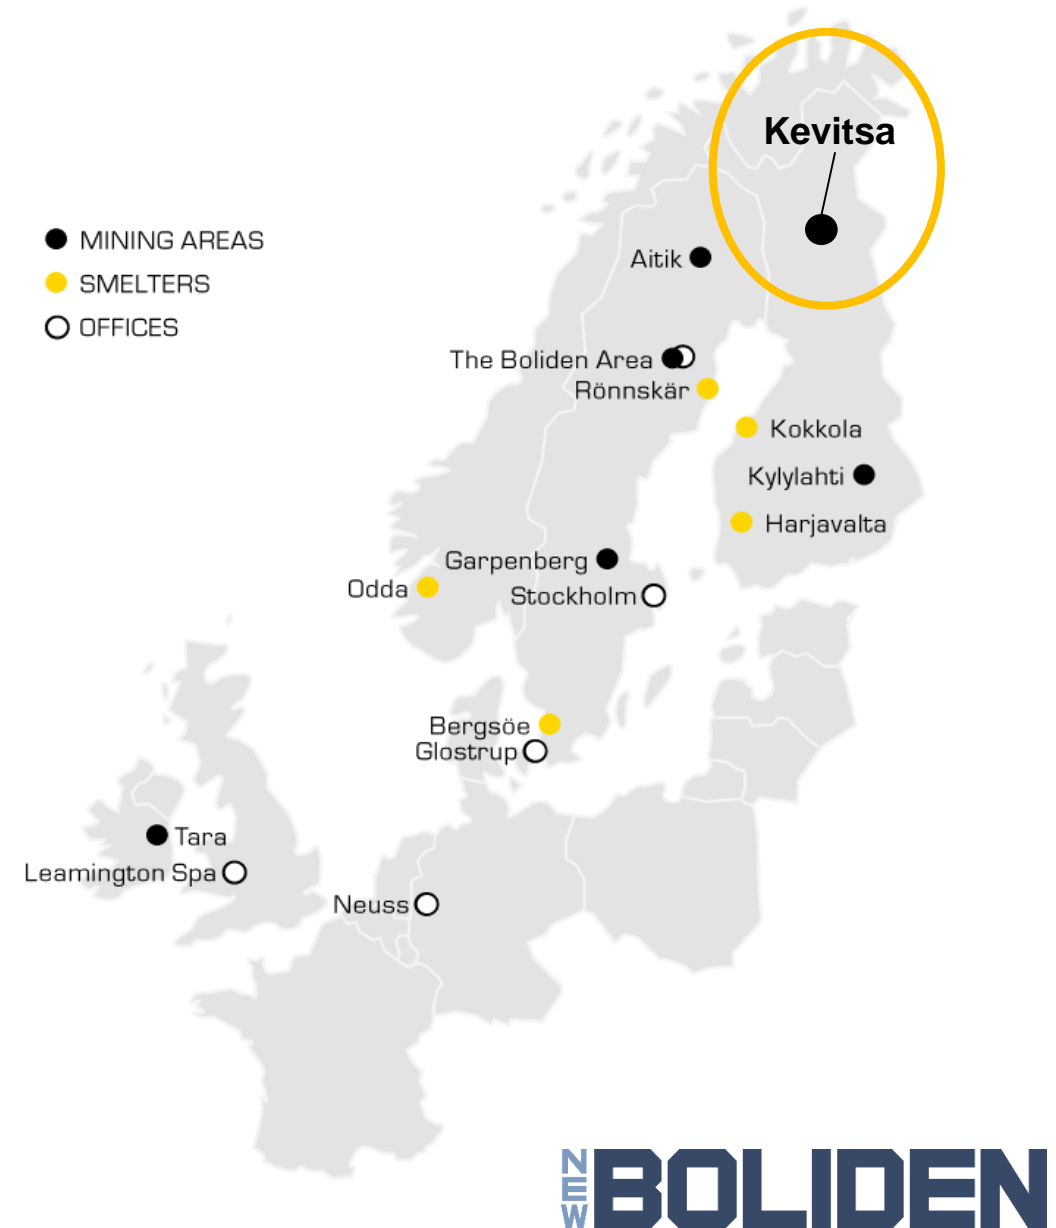 Kevitsa
MINING AREAS
SMELTERS
OFFICES
Aitik
The Boliden Area
Rönnskär
Kokkola
Kylylahti
Harjavalta
Garpenberg
Odda
Stockholm
Bergsöe
Glostrup
Tara
Leamington Spa
Neuss
NEW BOLIDEN